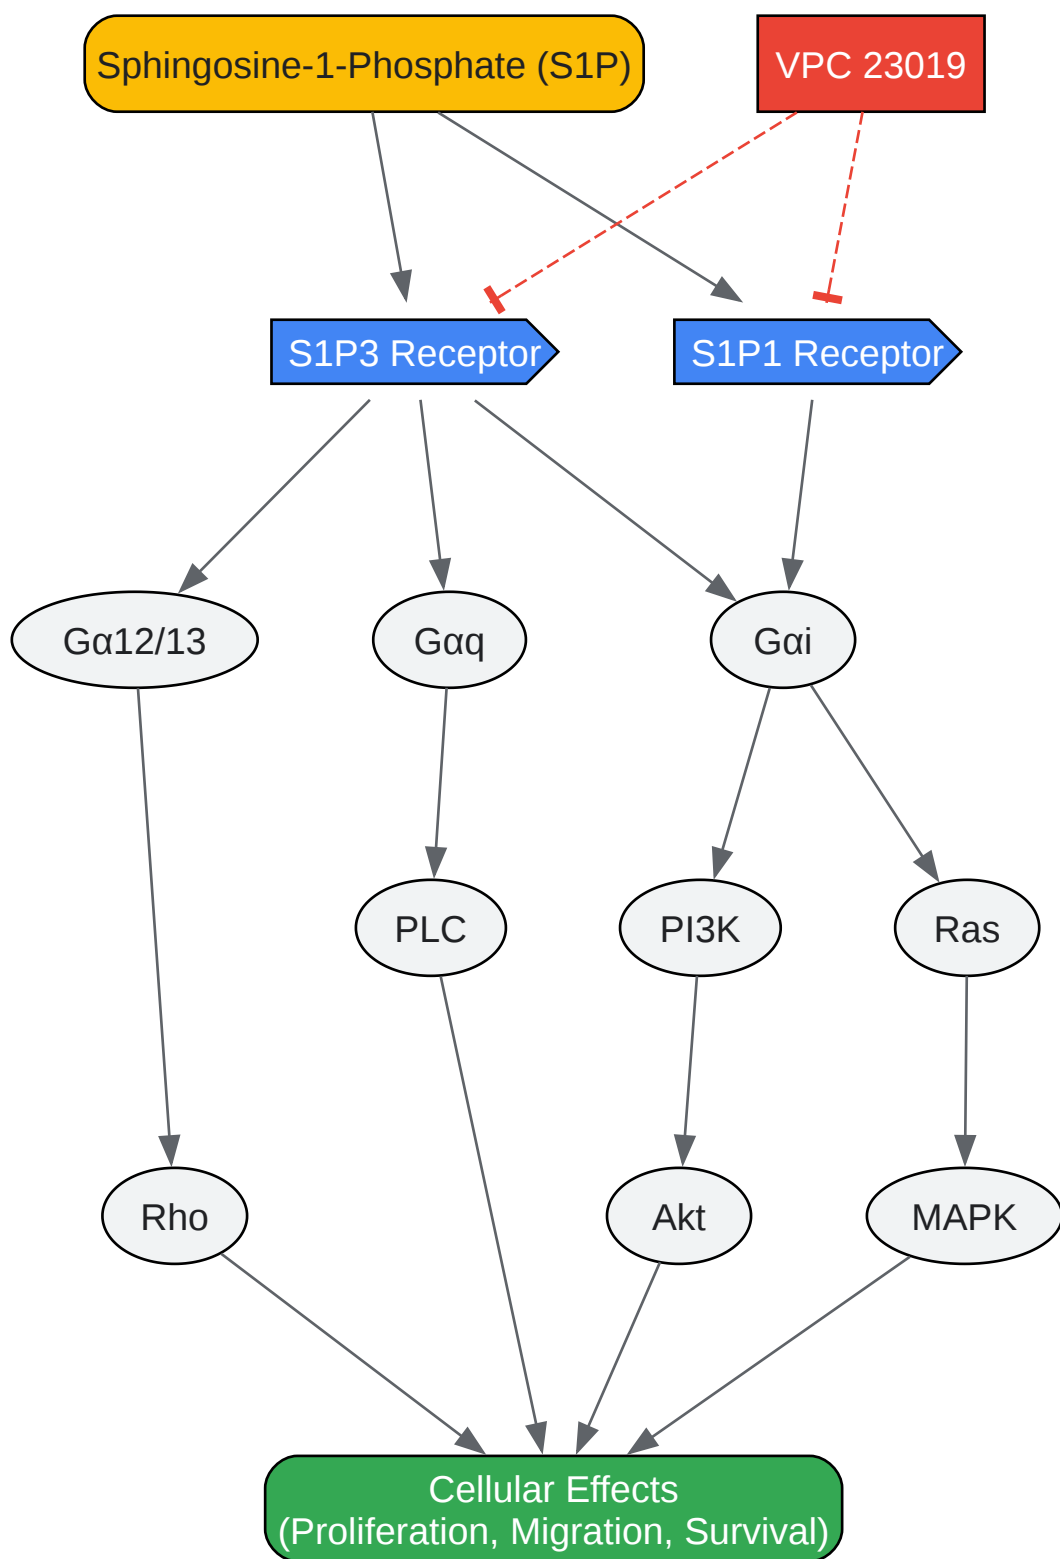 Sphingosine-1-Phosphate (S1P)
VPC 23019
S1P3 Receptor
S1P1 Receptor
Gα12/13
Gαq
Gαi
PLC
PI3K
Ras
Rho
Akt
MAPK
Cellular Effects
(Proliferation, Migration, Survival)